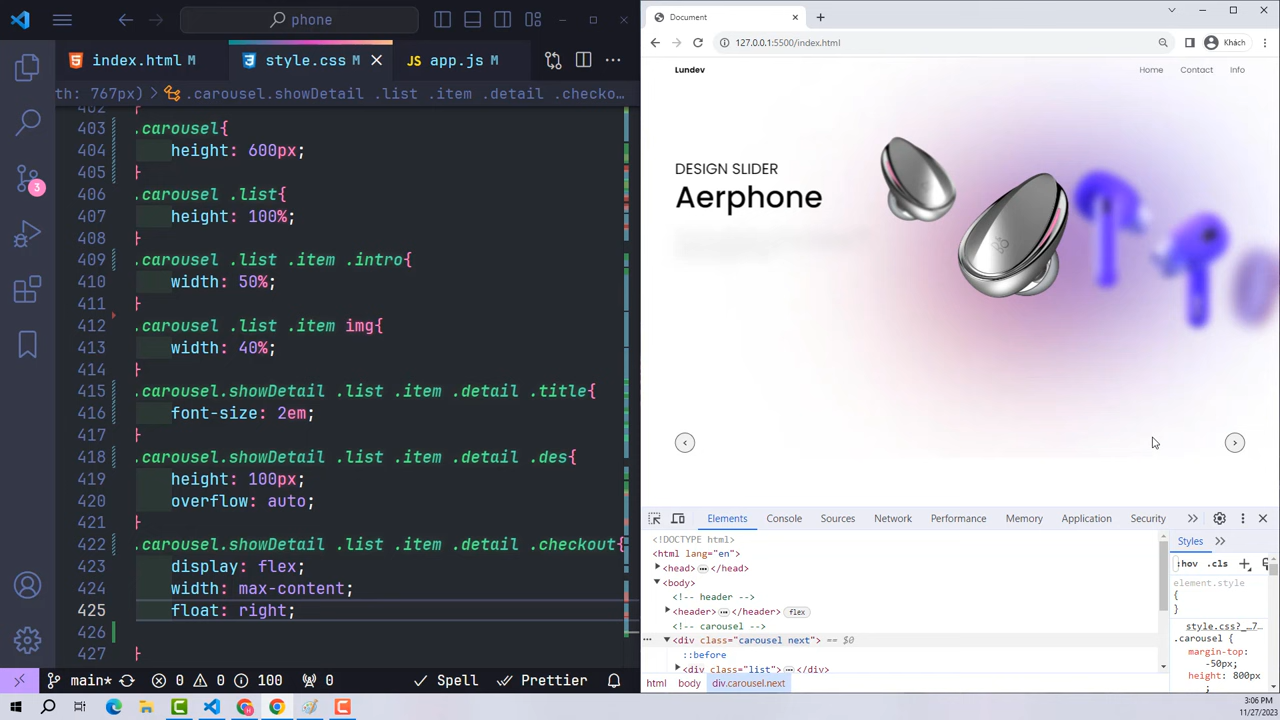 phone
Document
127.0.0.1:5500/index.html
Khách
index.html M
style.css M
app.js M
th: 767px) > .carousel.showDetail .list .item .detail .checko…
402 }
403 .carousel{
404 height: 600px;
405 }
406 .carousel .list{
407 height: 100%;
408 }
409 .carousel .list .item .intro{
410 width: 50%;
411 }
412 .carousel .list .item img{
413 width: 40%;
414 }
415 .carousel.showDetail .list .item .detail .title{
416 font-size: 2em;
417 }
418 .carousel.showDetail .list .item .detail .des{
419 height: 100px;
420 overflow: auto;
421 }
422 .carousel.showDetail .list .item .detail .checkout{
423 display: flex;
424 width: max-content;
425 float: right;
426
427 }
3
main*
0 0 100 0
Spell
Prettier
Lundev
Home Contact Info
DESIGN SLIDER
Aerphone
Elements Console Sources Network Performance Memory Application Security
<!DOCTYPE html>
<html lang="en">
<head> … </head>
<body>
<!-- header -->
<header> … </header> flex
<!-- carousel -->
<div class="carousel next"> == $0
::before
<div class="list"> … </div>
html body div.carousel.next
Styles
:hov .cls
element.style
{
}
style.css?_…7…
.carousel {
margin-top:
-50px;
height: 800px
;
3:06 PM
11/27/2023